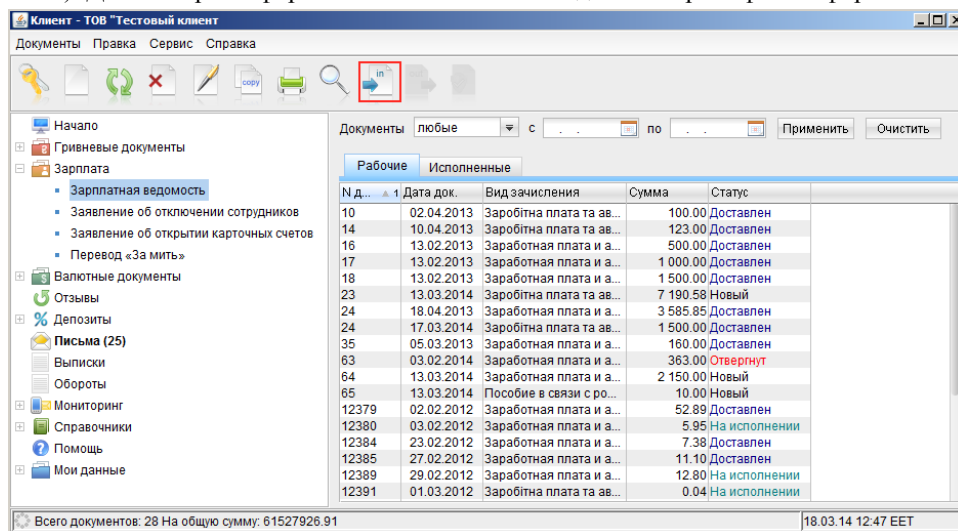 Клиент - ТОВ "Тестовый клиент
Документы Правка Сервис Справка
copy
in
Начало
Гривневые документы
Зарплата
Зарплатная ведомость
Заявление об отключении сотрудников
Заявление об открытии карточных счетов
Перевод «За мить»
Валютные документы
Отзывы
Депозиты
Письма (25)
Выписки
Обороты
Мониторинг
Справочники
Помощь
Мои данные
Документы любые с . . по . . Применить Очистить
Рабочие Исполненные
N д... 1 Дата док. Вид зачисления Сумма Статус
10 02.04.2013 Заробітна плата та ав... 100.00 Доставлен
14 10.04.2013 Заробітна плата та ав... 123.00 Доставлен
16 13.02.2013 Заработная плата и а... 500.00 Доставлен
17 13.02.2013 Заработная плата и а... 1 000.00 Доставлен
18 13.02.2013 Заработная плата и а... 1 500.00 Доставлен
23 13.03.2014 Заробітна плата та ав... 7 190.58 Новый
24 18.04.2013 Заработная плата и а... 3 585.85 Доставлен
24 17.03.2014 Заробітна плата та ав... 1 500.00 Доставлен
35 05.03.2013 Заработная плата и а... 160.00 Доставлен
63 03.02.2014 Заработная плата и а... 363.00 Отвергнут
64 13.03.2014 Заработная плата и а... 2 150.00 Новый
65 13.03.2014 Пособие в связи с ро... 10.00 Новый
12379 02.02.2012 Заработная плата и а... 52.89 Доставлен
12380 03.02.2012 Заработная плата и а... 5.95 На исполнении
12384 23.02.2012 Заработная плата и а... 7.38 Доставлен
12385 27.02.2012 Заработная плата и а... 11.10 Доставлен
12389 29.02.2012 Заработная плата и а... 12.80 На исполнении
12391 01.03.2012 Заробітна плата та ав... 0.04 На исполнении
Всего документов: 28 На общую сумму: 61527926.91
18.03.14 12:47 EET